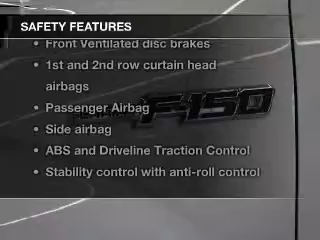 SAFETY FEATURES
• Front Ventilated disc brakes
• 1st and 2nd row curtain head
airbags
• Passenger Airbag
F-150
• Side airbag
• ABS and Driveline Traction Control
• Stability control with anti-roll control